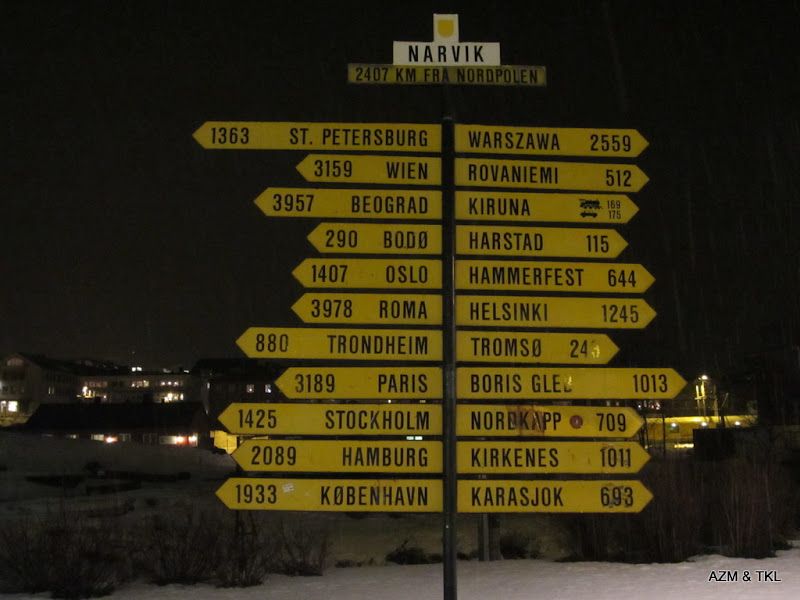 NARVIK
2407 KM FRA NORDPOLEN
1363 ST. PETERSBURG
WARSZAWA 2559
3159 WIEN
ROVANIEMI 512
3957 BEOGRAD
KIRUNA 169 175
290 BODØ
HARSTAD 115
1407 OSLO
HAMMERFEST 644
3978 ROMA
HELSINKI 1245
880 TRONDHEIM
TROMSØ
3189 PARIS
BORIS GLEB 1013
1425 STOCKHOLM
NORDKAPP 709
2089 HAMBURG
KIRKENES 1011
1933 KØBENHAVN
KARASJOK 693
AZM & TKL